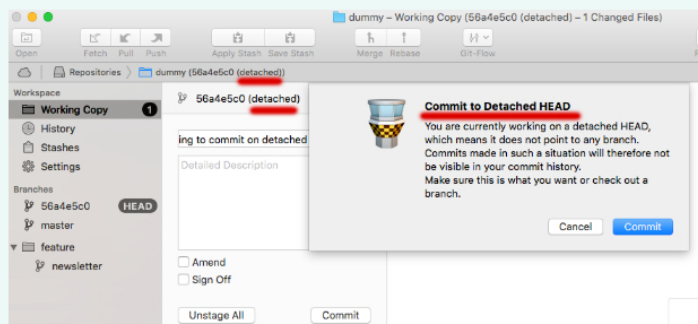 dummy – Working Copy (56a4e5c0 (detached) – 1 Changed Files)
Open Fetch Pull Push Apply Stash Save Stash Merge Rebase Git-Flow
Repositories dummy (56a4e5c0 (detached))
Workspace
Working Copy 1
History
Stashes
Settings
Branches
56a4e5c0 HEAD
master
feature
newsletter
56a4e5c0 (detached)
ing to commit on detached
Detailed Description
Amend
Sign Off
Unstage All Commit
Commit to Detached HEAD
You are currently working on a detached HEAD,
which means it does not point to any branch.
Commits made in such a situation will therefore not
be visible in your commit history.
Make sure this is what you want or check out a
branch.
Cancel Commit